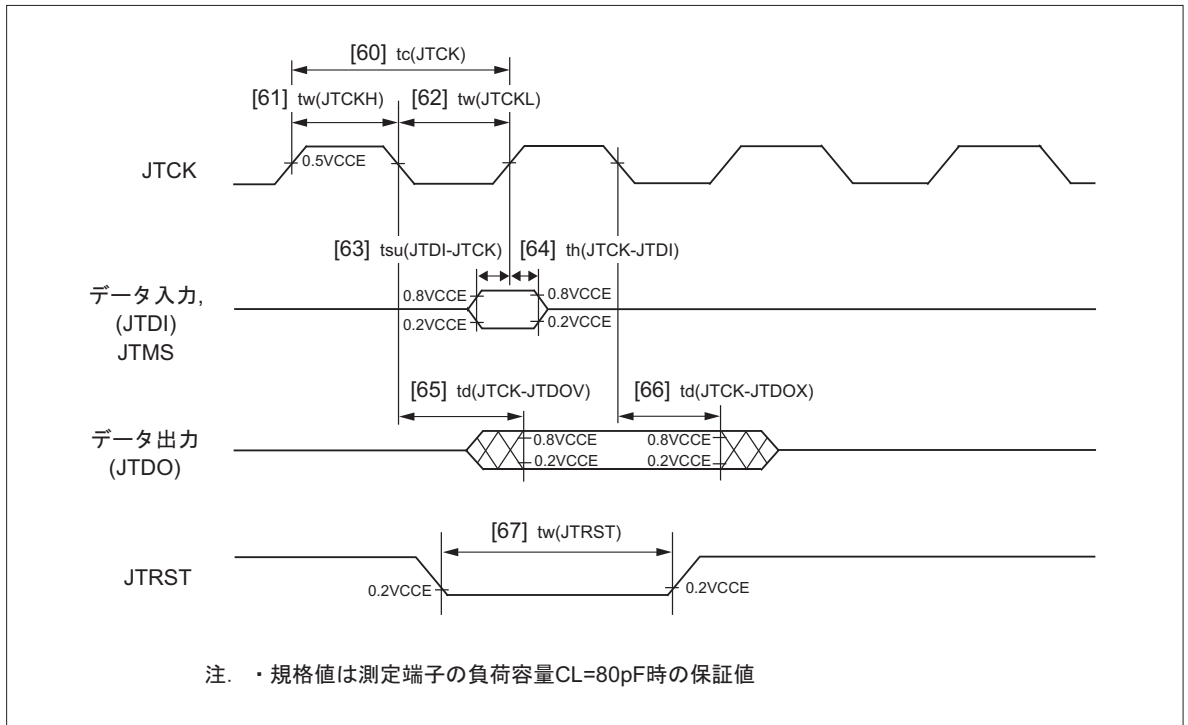 [60] tc(JTCK)
[61] tw(JTCKH) [62] tw(JTCKL)
JTCK
0.5VCCE
[63] tsu(JTDI-JTCK) [64] th(JTCK-JTDI)
データ入力,
(JTDI)
JTMS
0.8VCCE 0.8VCCE
0.2VCCE 0.2VCCE
[65] td(JTCK-JTDOV) [66] td(JTCK-JTDOX)
データ出力
(JTDO)
0.8VCCE 0.8VCCE
0.2VCCE 0.2VCCE
[67] tw(JTRST)
JTRST
0.2VCCE 0.2VCCE
注. ・規格値は測定端子の負荷容量CL=80pF時の保証値